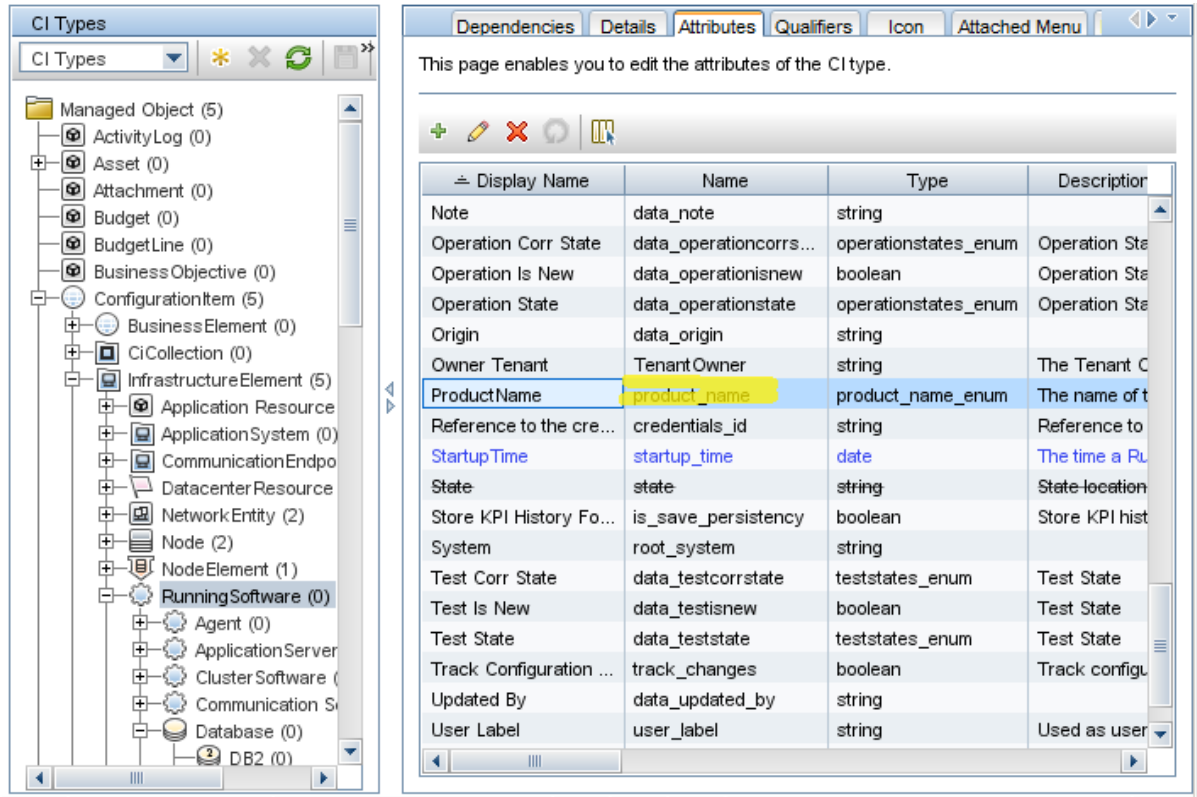 CI Types
CI Types
Managed Object (5)
ActivityLog (0)
Asset (0)
Attachment (0)
Budget (0)
BudgetLine (0)
BusinessObjective (0)
ConfigurationItem (5)
BusinessElement (0)
CiCollection (0)
InfrastructureElement (5)
Application Resource
ApplicationSystem (0)
CommunicationEndpo
DatacenterResource
NetworkEntity (2)
Node (2)
NodeElement (1)
RunningSoftware (0)
Agent (0)
ApplicationServer
ClusterSoftware (
Communication S
Database (0)
DB2 (0)
Dependencies Details Attributes Qualifiers Icon Attached Menu
This page enables you to edit the attributes of the CI type.
Display Name Name Type Description
Note data_note string
Operation Corr State data_operationcorrs... operationstates_enum Operation Sta
Operation Is New data_operationisnew boolean Operation Sta
Operation State data_operationstate operationstates_enum Operation Sta
Origin data_origin string
Owner Tenant TenantOwner string The Tenant O
ProductName product_name product_name_enum The name of t
Reference to the cre... credentials_id string Reference to
StartupTime startup_time date The time a Ru
State state string State location
Store KPI History Fo... is_save_persistency boolean Store KPI hist
System root_system string
Test Corr State data_testcorrstate teststates_enum Test State
Test Is New data_testisnew boolean Test State
Test State data_teststate teststates_enum Test State
Track Configuration ... track_changes boolean Track configu
Updated By data_updated_by string
User Label user_label string Used as user